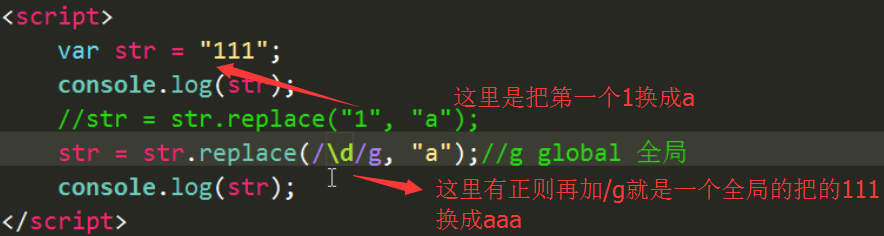 <script>
var str = "111";
console.log(str);
这里是把第一个1换成a
//str = str.replace("1", "a");
str = str.replace(/\d/g, "a");//g global 全局
console.log(str);
这里有正则再加/g就是一个全局的把的111
换成aaa
</script>